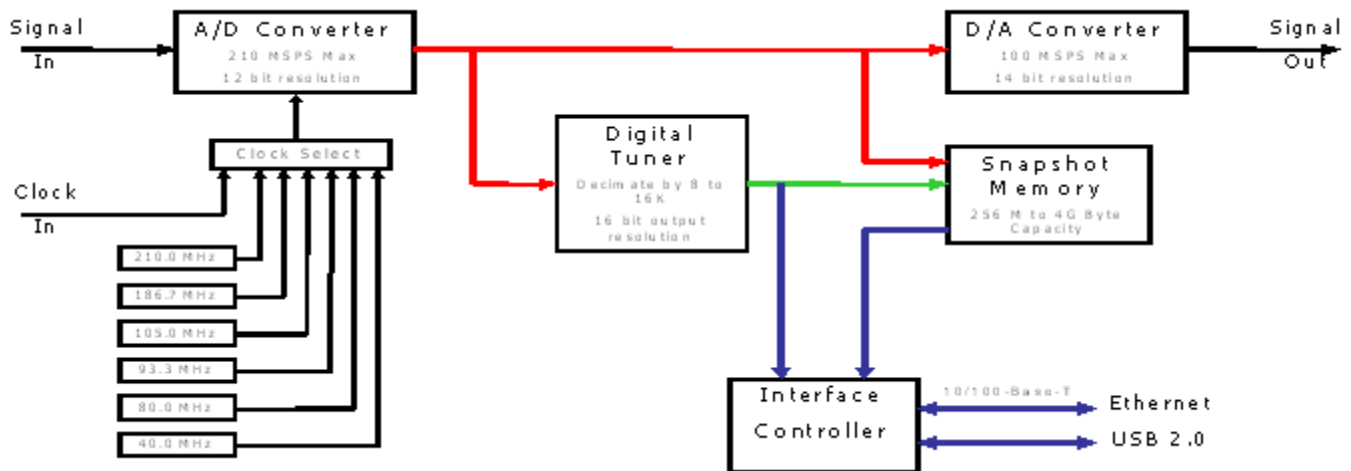 Signal
In
A/D Converter
210 MSPS Max
12 bit resolution
D/A Converter
100 MSPS Max
14 bit resolution
Signal
Out
Clock Select
Clock
In
210.0 MHz
186.7 MHz
105.0 MHz
93.3 MHz
80.0 MHz
40.0 MHz
Digital
Tuner
Decimate by 8 to
16K
16 bit output
resolution
Snapshot
Memory
256 M to 4G Byte
Capacity
Interface
Controller
10/100-Base-T
Ethernet
USB 2.0